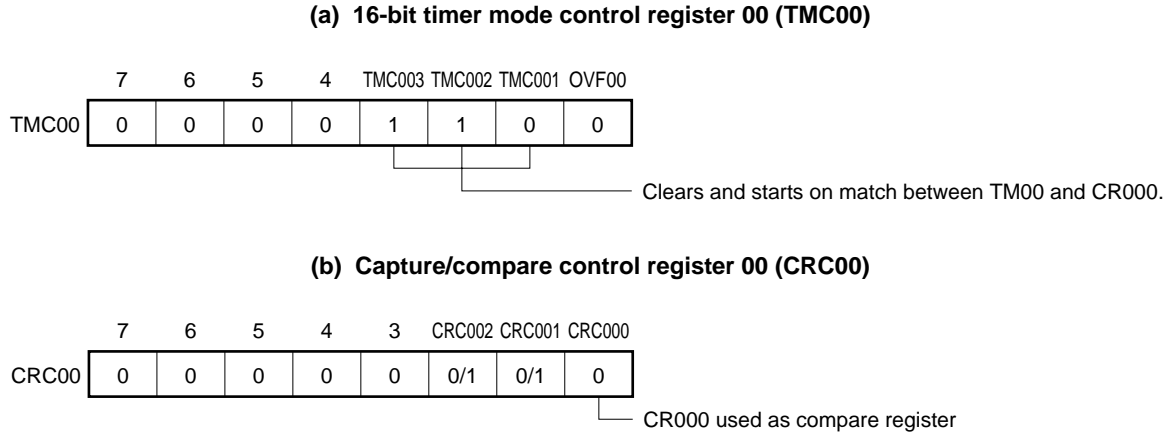 (a) 16-bit timer mode control register 00 (TMC00)
7 6 5 4 TMC003 TMC002 TMC001 OVF00
TMC00 0 0 0 0 1 1 0 0
Clears and starts on match between TM00 and CR000.
(b) Capture/compare control register 00 (CRC00)
7 6 5 4 3 CRC002 CRC001 CRC000
CRC00 0 0 0 0 0 0/1 0/1 0
CR000 used as compare register